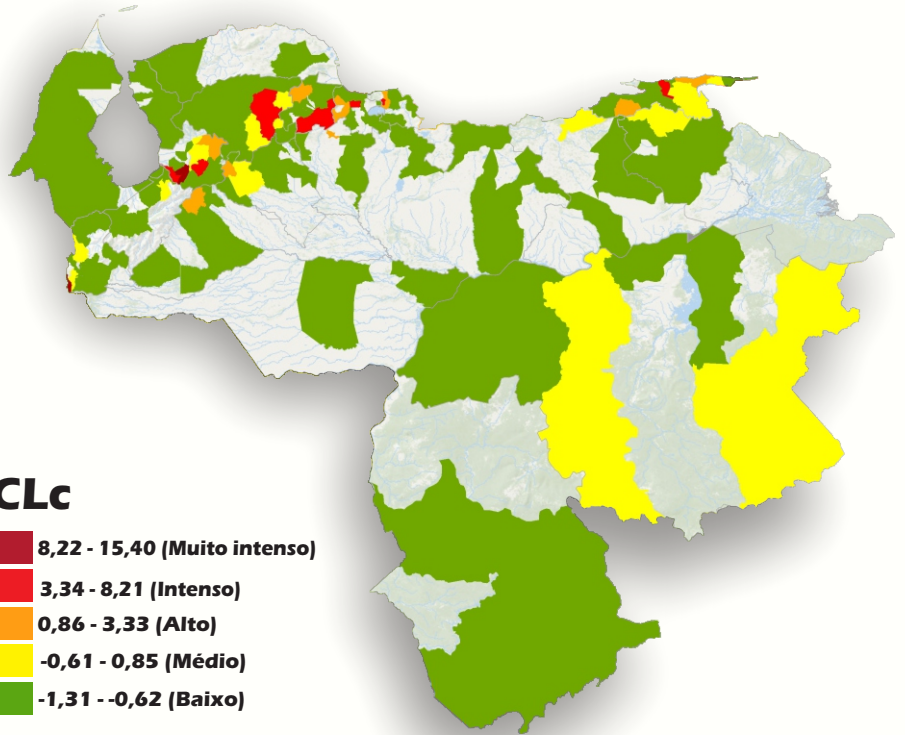 CLc
8,22 - 15,40 (Muito intenso)
3,34 - 8,21 (Intenso)
0,86 - 3,33 (Alto)
-0,61 - 0,85 (Médio)
-1,31 - -0,62 (Baixo)